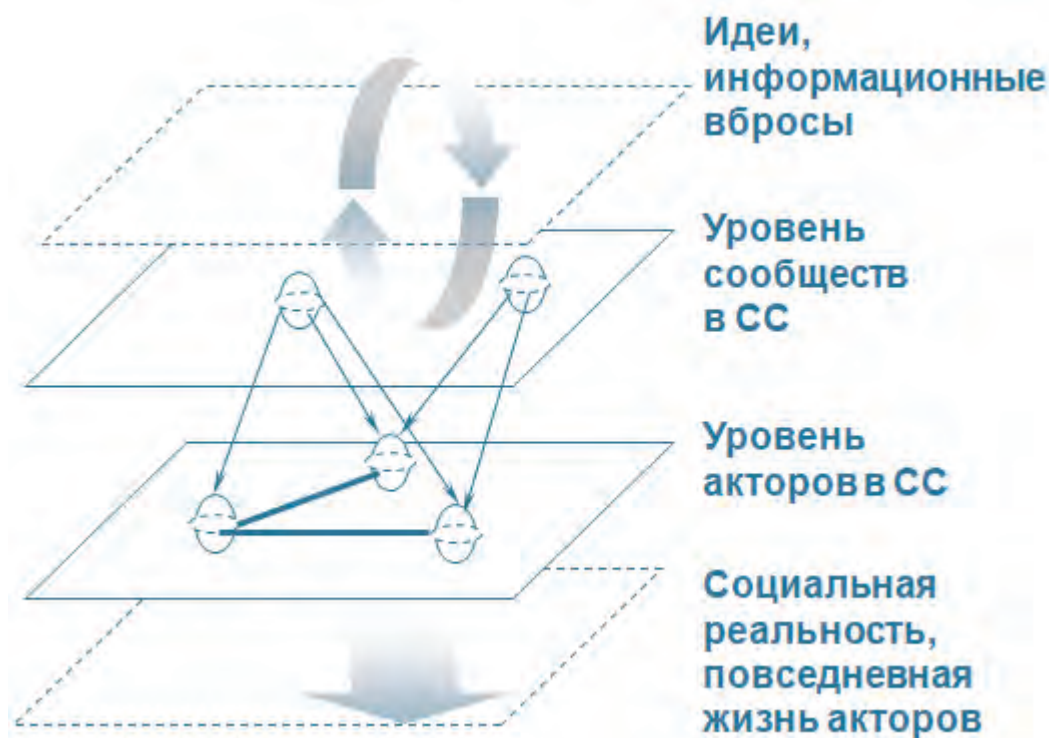 Идеи,
информационные
вбросы
Уровень
сообществ
в СС
Уровень
акторов в СС
Социальная
реальность,
повседневная
жизнь акторов